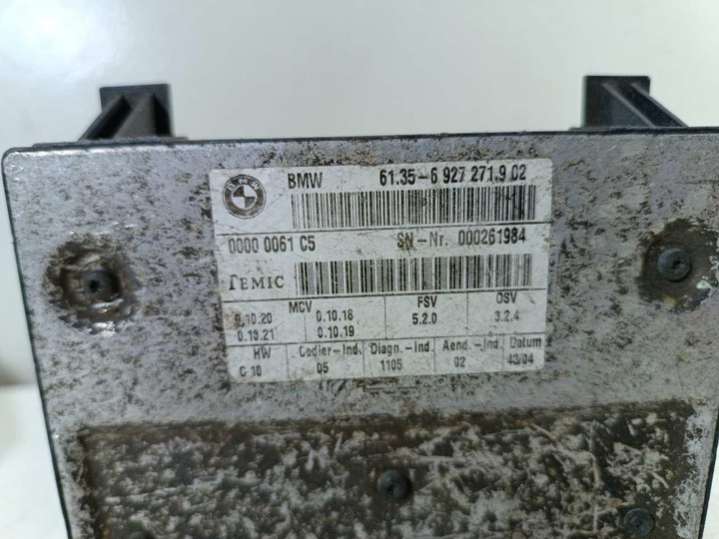 BMW 61.35-6 927 271.9 02
0000 0061 C5 SN-Nr. 000261984
TEMIC
MCV FSV OSV
0.10.20 0.10.18 5.2.0 3.2.4
0.13.21 0.10.19
HW Codier-Ind. Diagn.-Ind. Aend.-Ind. Datum
C 10 05 1105 02 43/04